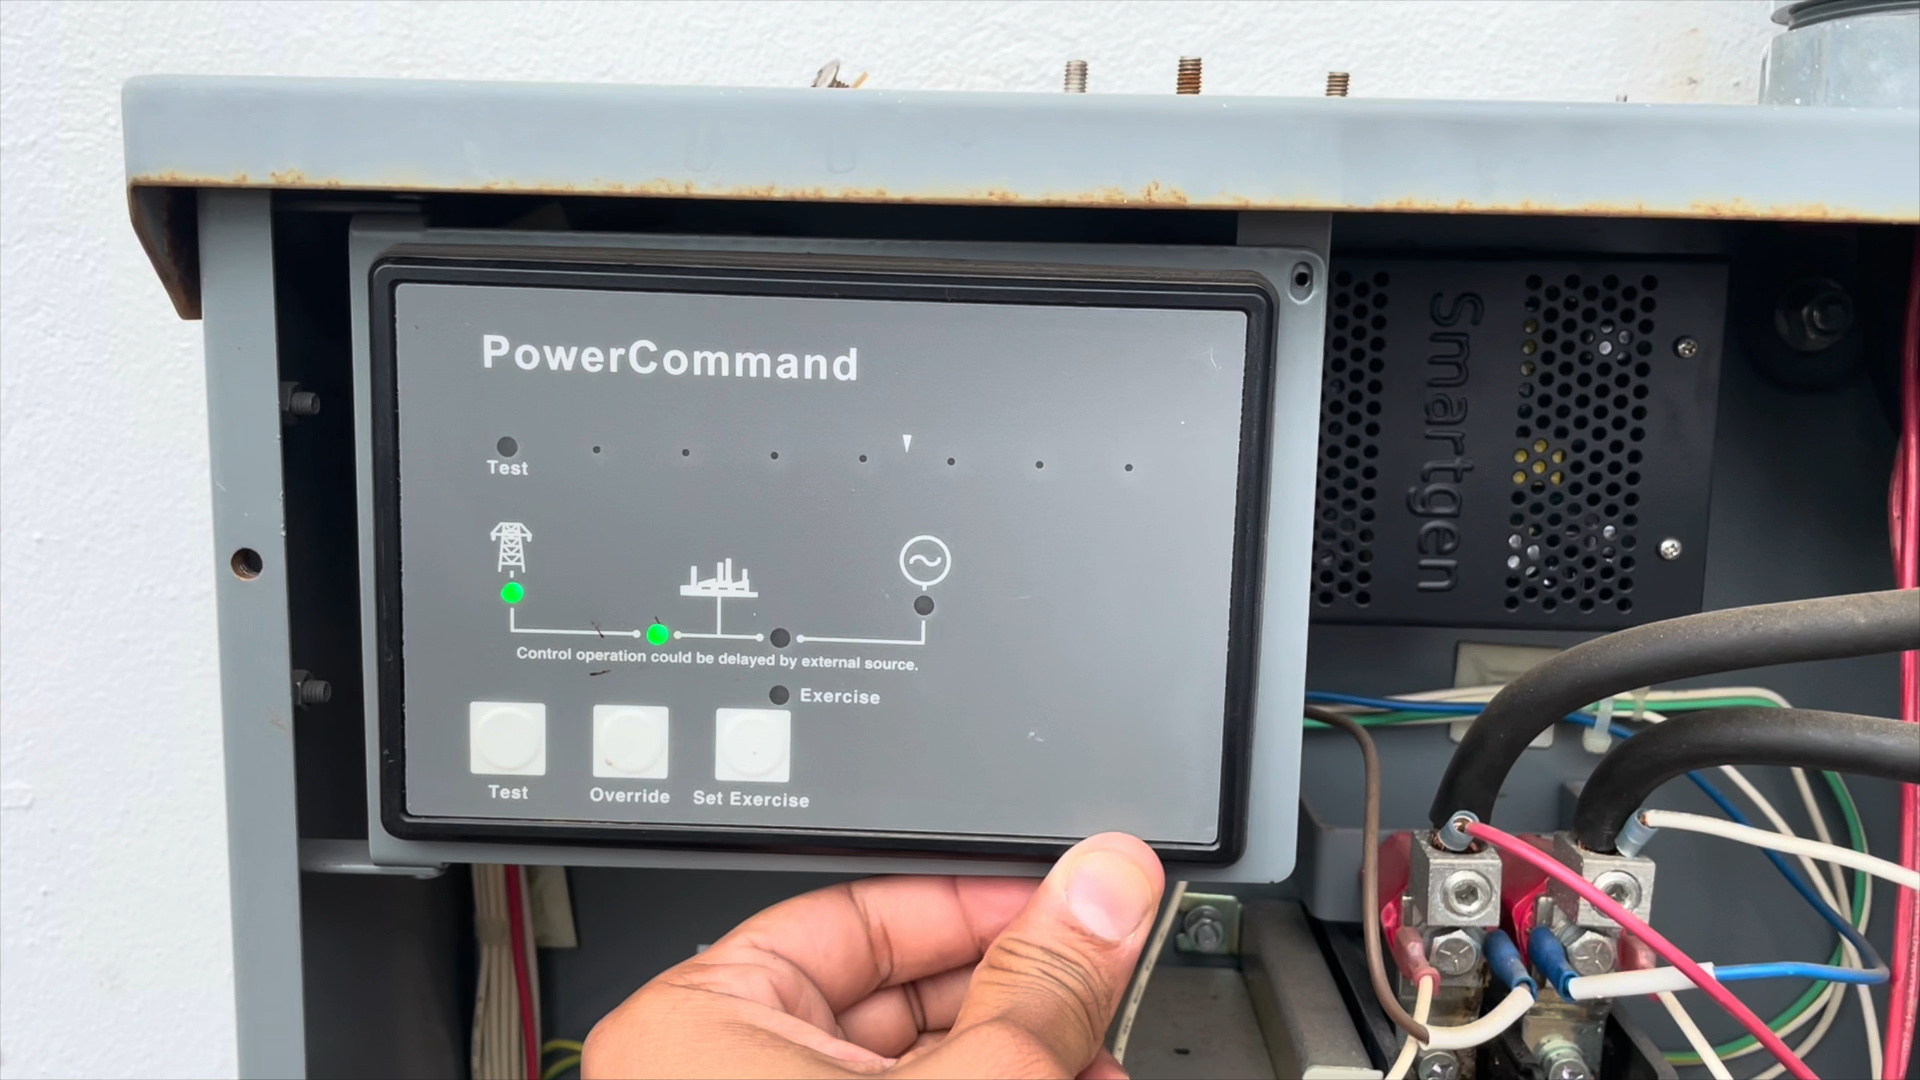 PowerCommand
Test
Control operation could be delayed by external source.
Exercise
Test
Override
Set Exercise
Smartgen